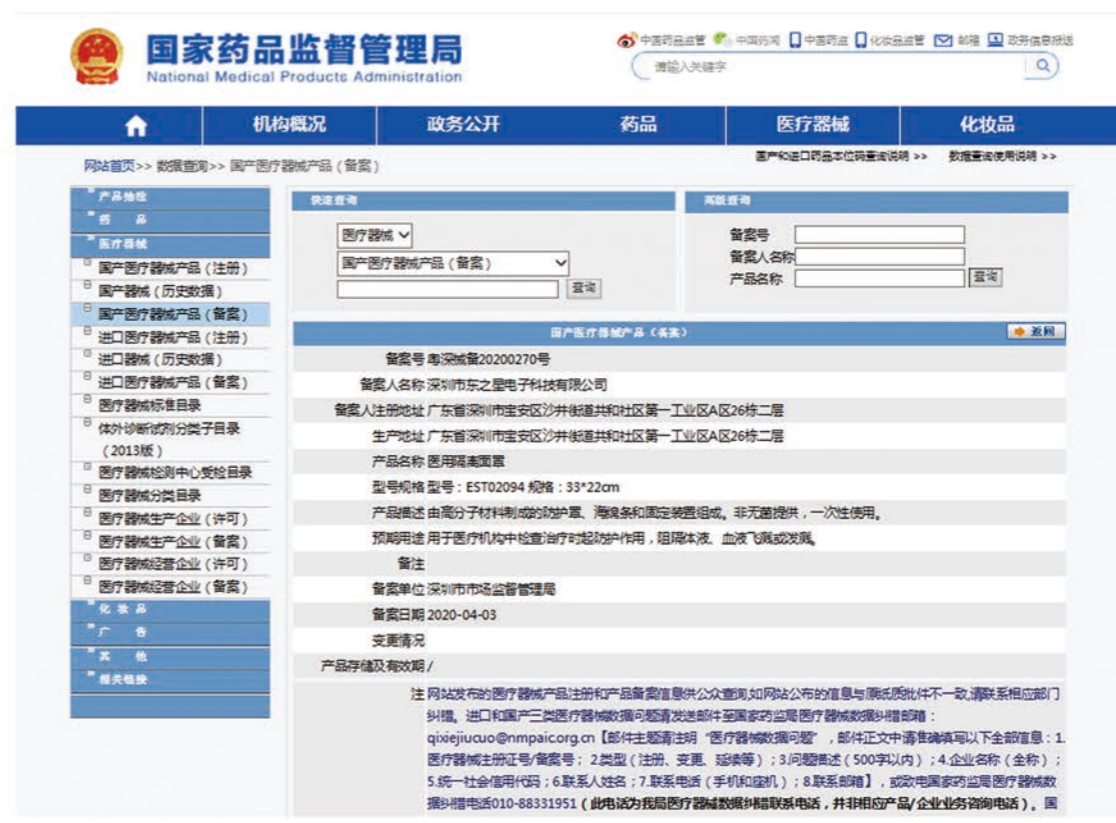 国家药品监督管理局
National Medical Products Administration
中国药品监管 中国药闻 中国药监 化妆品监管 邮箱 政务信息报送
请输入关键字
机构概况 政务公开 药品 医疗器械 化妆品
网站首页>> 数据查询>> 国产医疗器械产品（备案）
国产和进口药品本位码查询说明 >> 数据查询使用说明 >>
产品抽检
药 品
医疗器械
国产医疗器械产品（注册）
国产器械（历史数据）
国产医疗器械产品（备案）
进口医疗器械产品（注册）
进口器械（历史数据）
进口医疗器械产品（备案）
医疗器械标准目录
体外诊断试剂分类子目录
（2013版）
医疗器械检测中心受检目录
医疗器械分类目录
医疗器械生产企业（许可）
医疗器械生产企业（备案）
医疗器械经营企业（许可）
医疗器械经营企业（备案）
化 妆 品
广 告
其 他
相关链接
快速查询
医疗器械
国产医疗器械产品（备案）
查询
高级查询
备案号
备案人名称
产品名称 查询
国产医疗器械产品（备案） 返回
备案号 粤深械备20200270号
备案人名称 深圳市东之星电子科技有限公司
备案人注册地址 广东省深圳市宝安区沙井街道共和社区第一工业区A区26栋二层
生产地址 广东省深圳市宝安区沙井街道共和社区第一工业区A区26栋二层
产品名称 医用隔离面罩
型号规格 型号：EST02094 规格：33*22cm
产品描述 由高分子材料制成的防护罩、海绵条和固定装置组成。非无菌提供，一次性使用。
预期用途 用于医疗机构中检查治疗时起防护作用，阻隔体液、血液飞溅或泼溅。
备注
备案单位 深圳市市场监督管理局
备案日期 2020-04-03
变更情况
产品存储及有效期 /
注 网站发布的医疗器械产品注册和产品备案信息供公众查询,如网站公布的信息与原纸质批件不一致,请联系相应部门
纠错。进口和国产三类医疗器械数据问题请发送邮件至国家药监局医疗器械数据纠错邮箱：
qixiejiucuo@nmpaic.org.cn【邮件主题请注明“医疗器械数据问题”，邮件正文中请准确填写以下全部信息：1.
医疗器械注册证号/备案号；2.类型（注册、变更、延续等）；3.问题描述（500字以内）；4.企业名称（全称）；
5.统一社会信用代码；6.联系人姓名；7.联系电话（手机和座机）；8.联系邮箱】，或致电国家药监局医疗器械数
据纠错电话010-88331951（此电话为我局医疗器械数据纠错联系电话，并非相应产品/企业业务咨询电话）。国